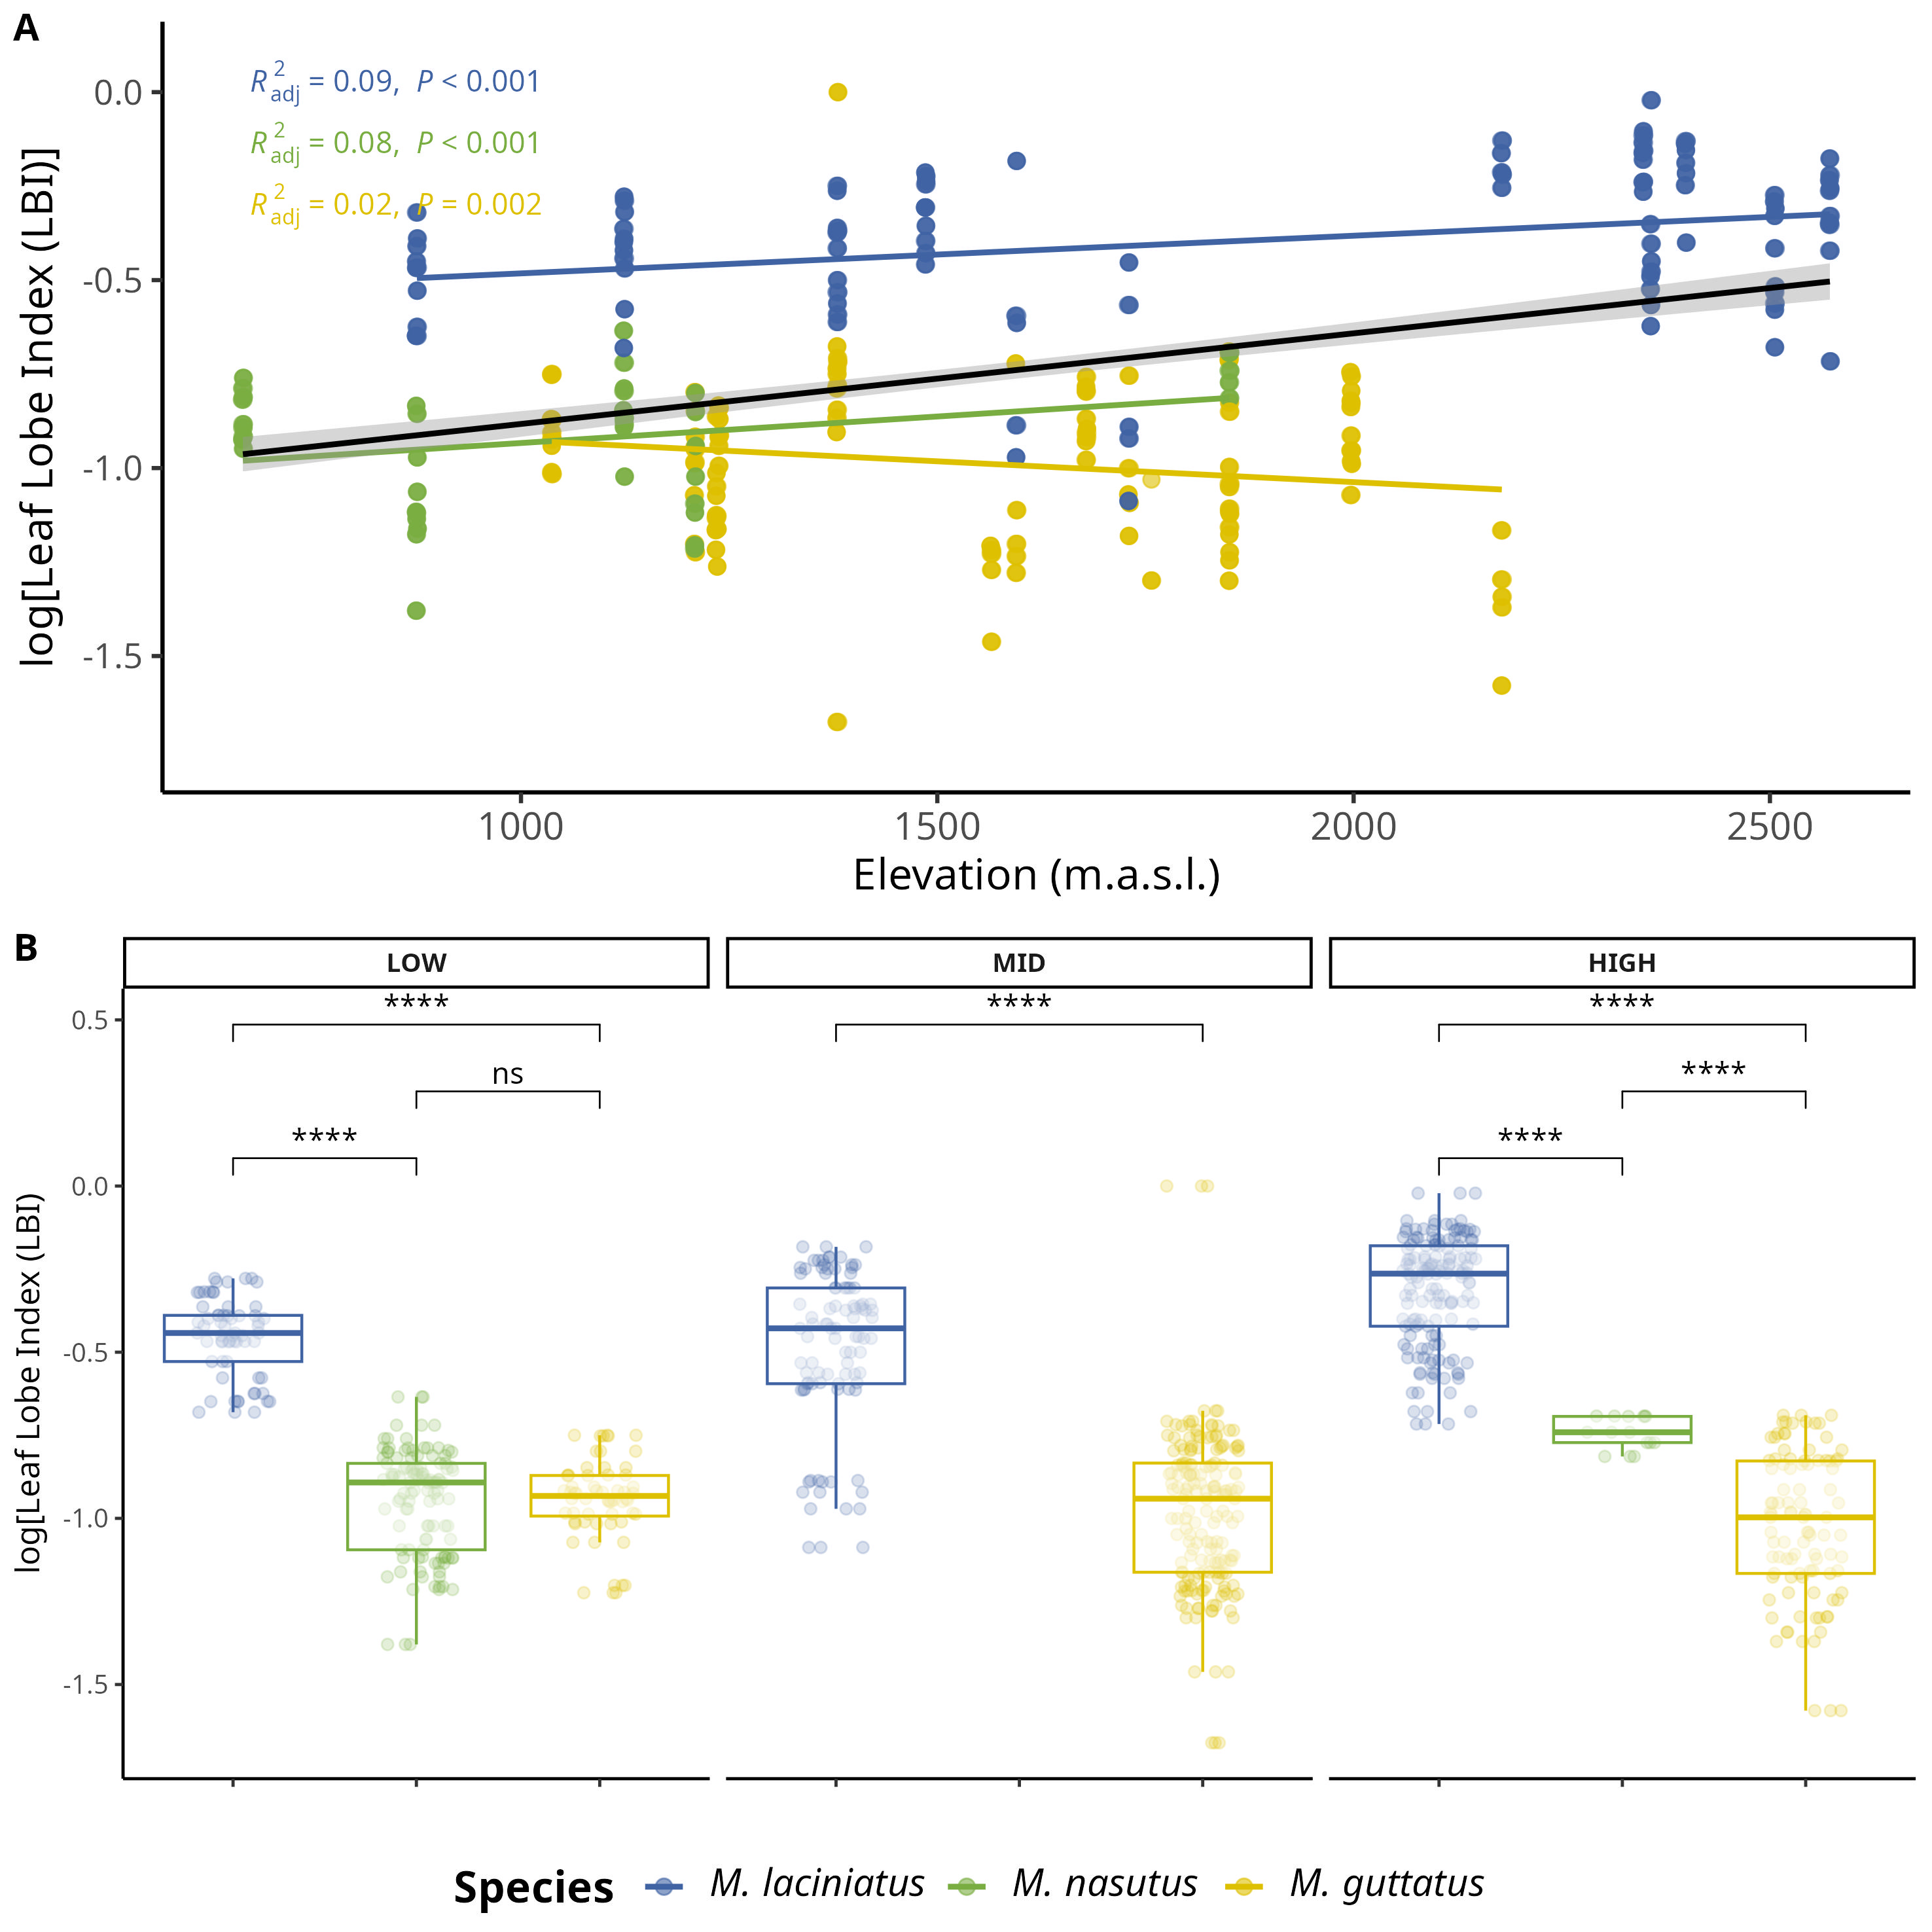 A
R²adj = 0.09, P < 0.001
R²adj = 0.08, P < 0.001
R²adj = 0.02, P = 0.002
log[Leaf Lobe Index (LBI)]
0.0
-0.5
-1.0
-1.5
1000 1500 2000 2500
Elevation (m.a.s.l.)
B
LOW MID HIGH
**** **** ****
ns ****
**** ****
log[Leaf Lobe Index (LBI)
0.5
0.0
-0.5
-1.0
-1.5
Species M. laciniatus M. nasutus M. guttatus